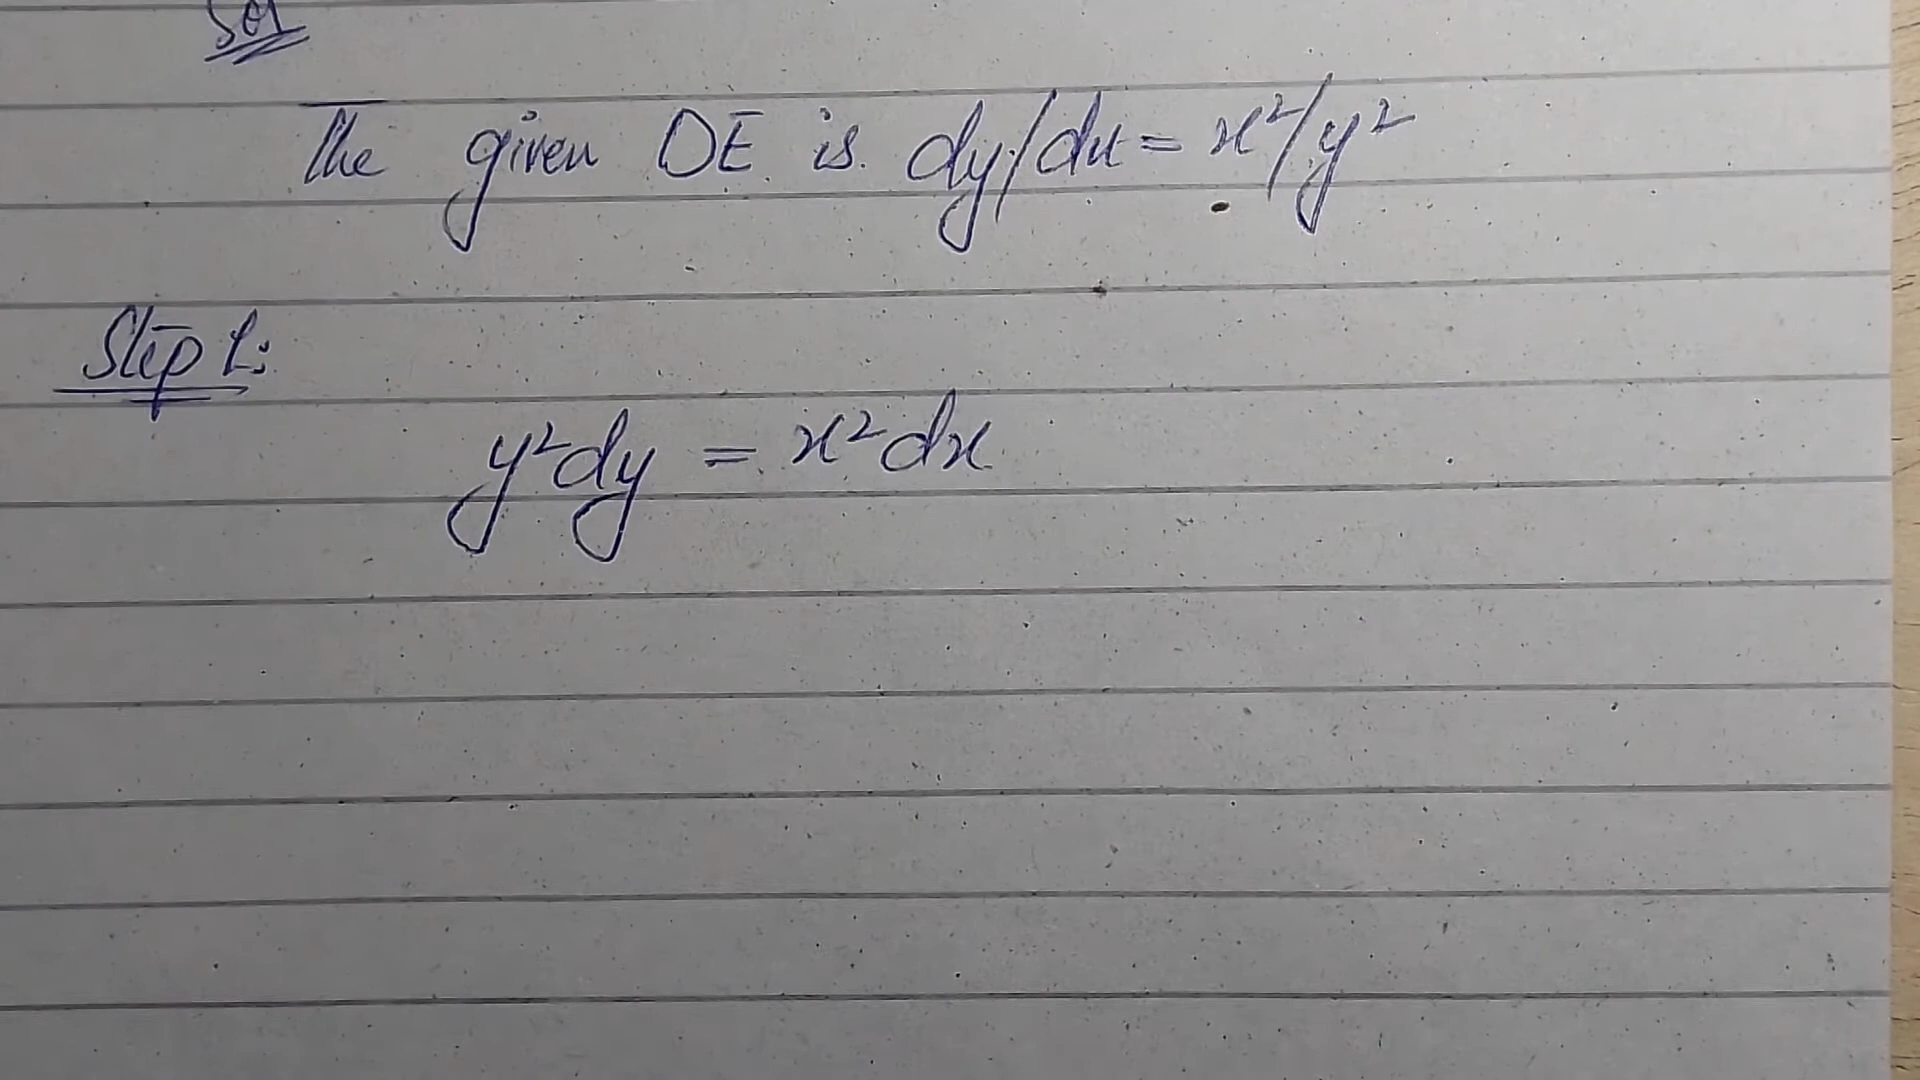 Sol
The given DE is dy/dx = x²/y²
Step 1:
y²dy = x²dx